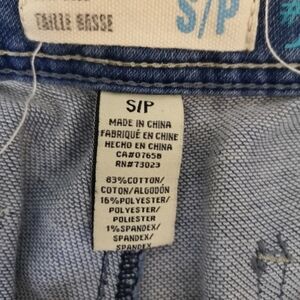 TAILLE BASSE
S/P
S/P
MADE IN CHINA
FABRIQUÉ EN CHINE
HECHO EN CHINA
CA#07658
RN#73023
83%COTTON/
COTON/ALGODÓN
16%POLYESTER/
POLYESTER/
POLIESTER
1%SPANDEX/
SPANDEX/
SPANDEX